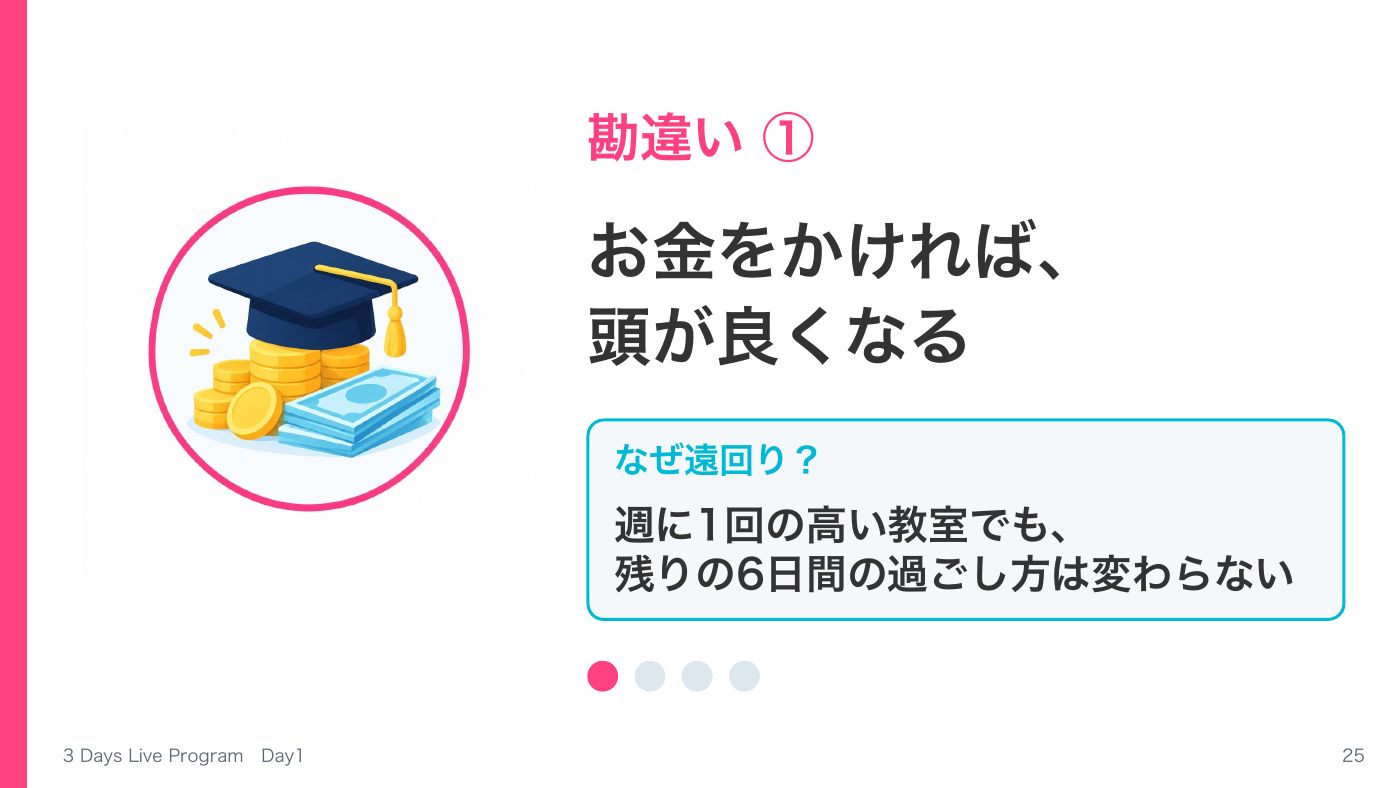 勘違い ①
お金をかければ、
頭が良くなる
なぜ遠回り？
週に1回の高い教室でも、
残りの6日間の過ごし方は変わらない
3 Days Live Program　Day1
25